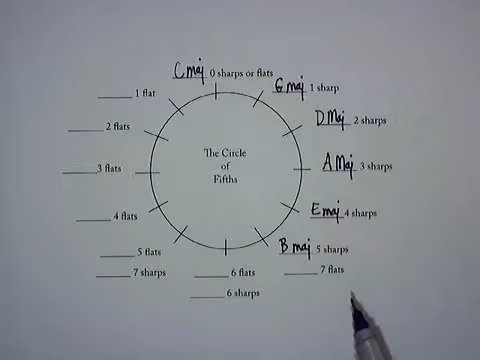 C maj 0 sharps or flats
____ 1 flat
G maj 1 sharp
____ 2 flats
D Maj 2 sharps
The Circle
of
Fifths
____ 3 flats
A Maj 3 sharps
____ 4 flats
E maj 4 sharps
____ 5 flats
B maj 5 sharps
____ 7 sharps
____ 6 flats
____ 7 flats
____ 6 sharps